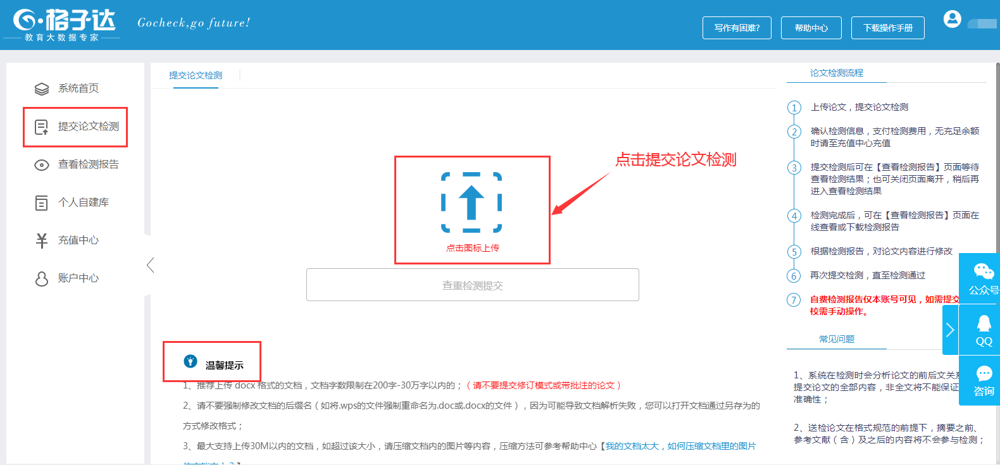 格子达
教育大数据专家
Gocheck,go future!
写作有困难?
帮助中心
下载操作手册
系统首页
提交论文检测
查看检测报告
个人自建库
充值中心
账户中心
提交论文检测
点击提交论文检测
点击图标上传
查重检测提交
温馨提示
1、推荐上传 docx 格式的文档，文档字数限制在200字-30万字以内的；（请不要提交修订模式或带批注的论文）
2、请不要强制修改文档的后缀名（如将.wps的文件强制重命名为.doc或.docx的文件），因为可能导致文档解析失败，您可以打开文档通过另存为的
方式修改格式；
3、最大支持上传30M以内的文档，如超过该大小，请压缩文档内的图片等内容，压缩方法可参考帮助中心【我的文档太大，如何压缩文档里的图片
论文检测流程
1 上传论文，提交论文检测
2 确认检测信息，支付检测费用，无充足余额
时请至充值中心充值
3 提交检测后可在【查看检测报告】页面等待
查看检测结果；也可关闭页面离开，稍后再
进入查看检测结果
4 检测完成后，可在【查看检测报告】页面在
线查看或下载检测报告
5 根据检测报告，对论文内容进行修改
6 再次提交检测，直至检测通过
7 自费检测报告仅本账号可见，如需提交
校需手动操作。
常见问题
1、系统在检测时会分析论文的前后文关系
提交论文的全部内容，非全文将不能保证
准确性；
2、送检论文在格式规范的前提下，摘要之前、
参考文献（含）及之后的内容将不会参与检测；
公众号
QQ
咨询